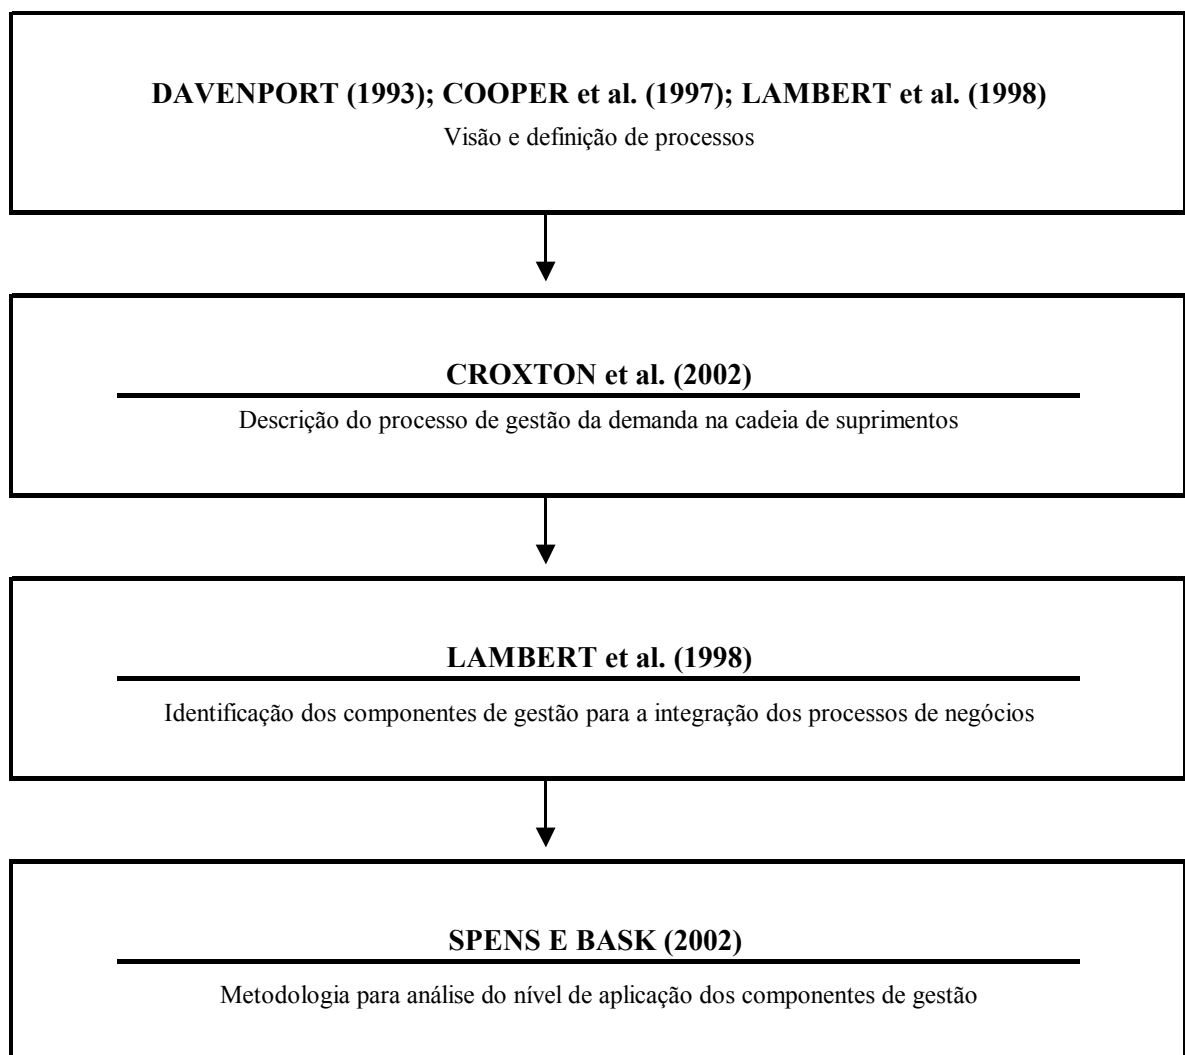 DAVENPORT (1993); COOPER et al. (1997); LAMBERT et al. (1998)
Visão e definição de processos
CROXTON et al. (2002)
Descrição do processo de gestão da demanda na cadeia de suprimentos
LAMBERT et al. (1998)
Identificação dos componentes de gestão para a integração dos processos de negócios
SPENS E BASK (2002)
Metodologia para análise do nível de aplicação dos componentes de gestão